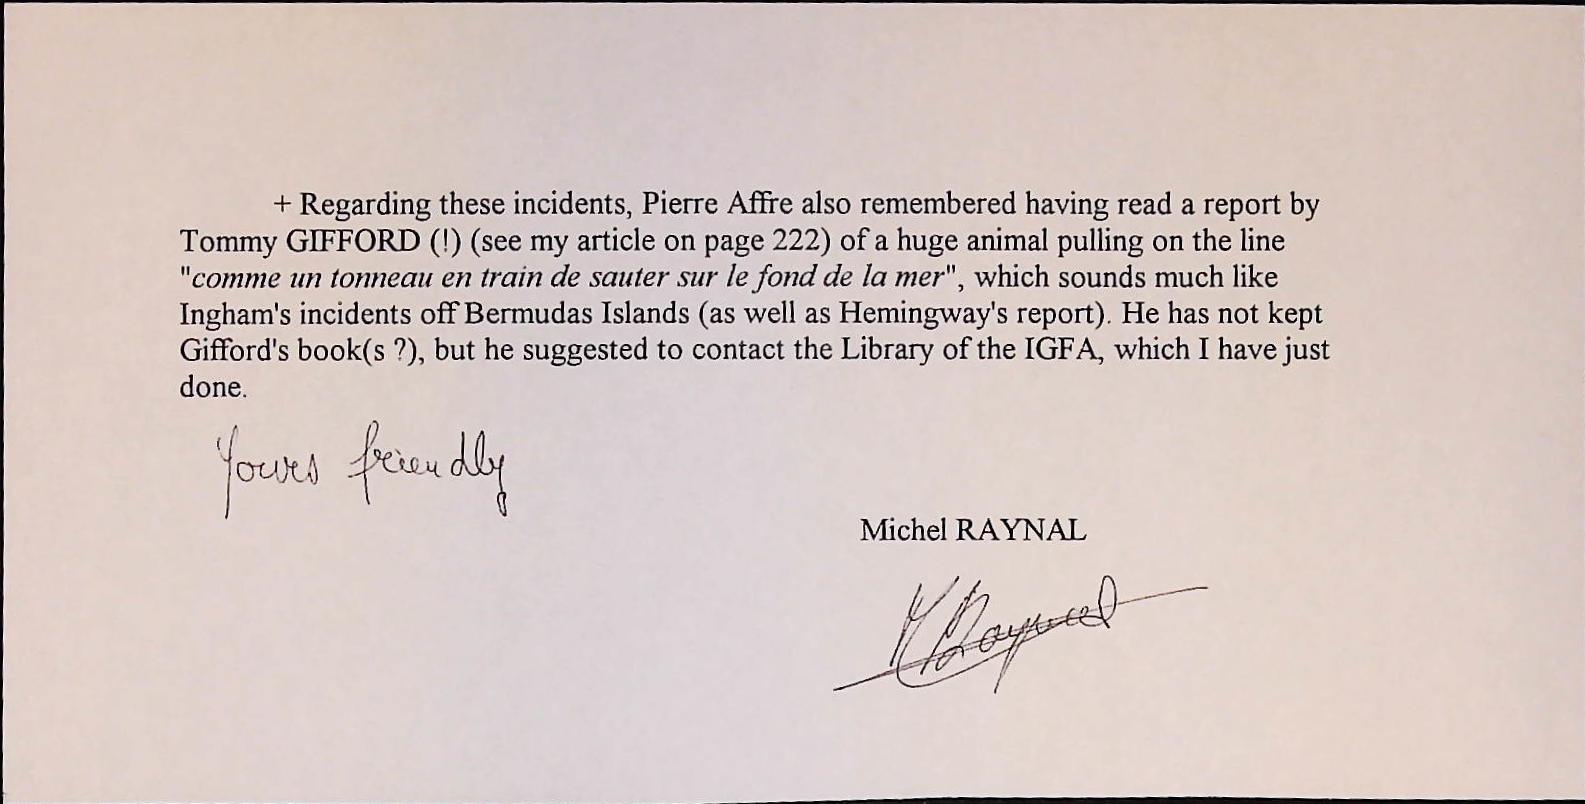 + Regarding these incidents, Pierre Affre also remembered having read a report by
Tommy GIFFORD (!) (see my article on page 222) of a huge animal pulling on the line
"comme un tonneau en train de sauter sur le fond de la mer", which sounds much like
Ingham's incidents off Bermudas Islands (as well as Hemingway's report). He has not kept
Gifford's book(s ?), but he suggested to contact the Library of the IGFA, which I have just
done.
Yours friendly
Michel RAYNAL
M Raynal